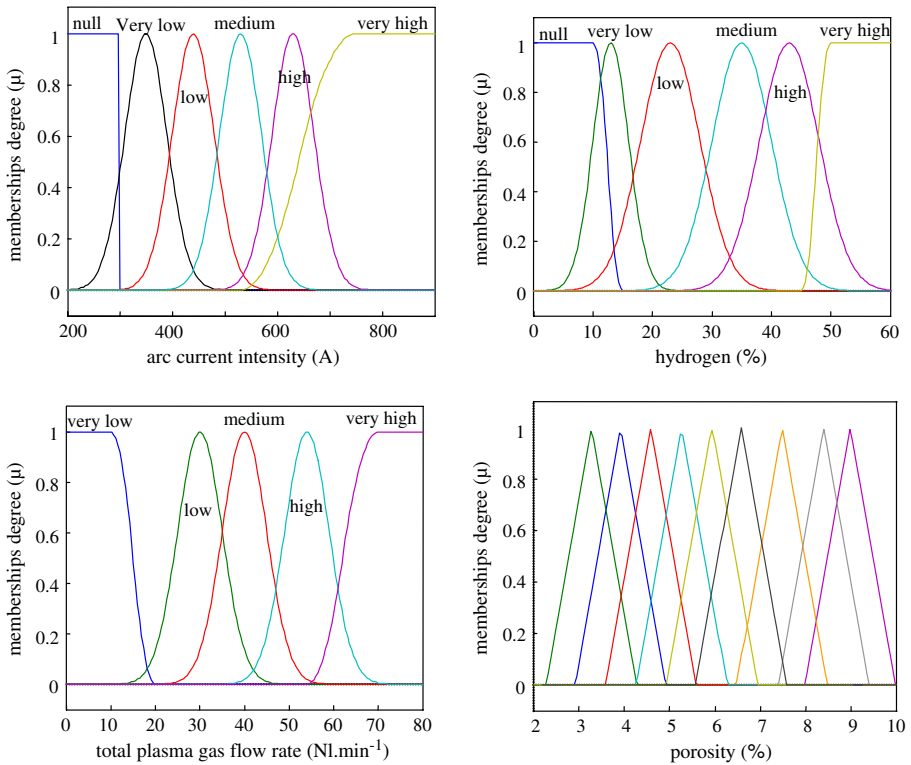 null Very low medium very high
low
high
memberships degree (μ)
1
0.8
0.6
0.4
0.2
0
200 400 600 800
arc current intensity (A)
null very low medium very high
low
high
memberships degree (μ)
1
0.8
0.6
0.4
0.2
0
0 10 20 30 40 50 60
hydrogen (%)
very low medium very high
low
high
memberships degree (μ)
1
0.8
0.6
0.4
0.2
0
0 10 20 30 40 50 60 70 80
total plasma gas flow rate (Nl.min⁻¹)
memberships degree (μ)
1
0.8
0.6
0.4
0.2
0
2 3 4 5 6 7 8 9 10
porosity (%)